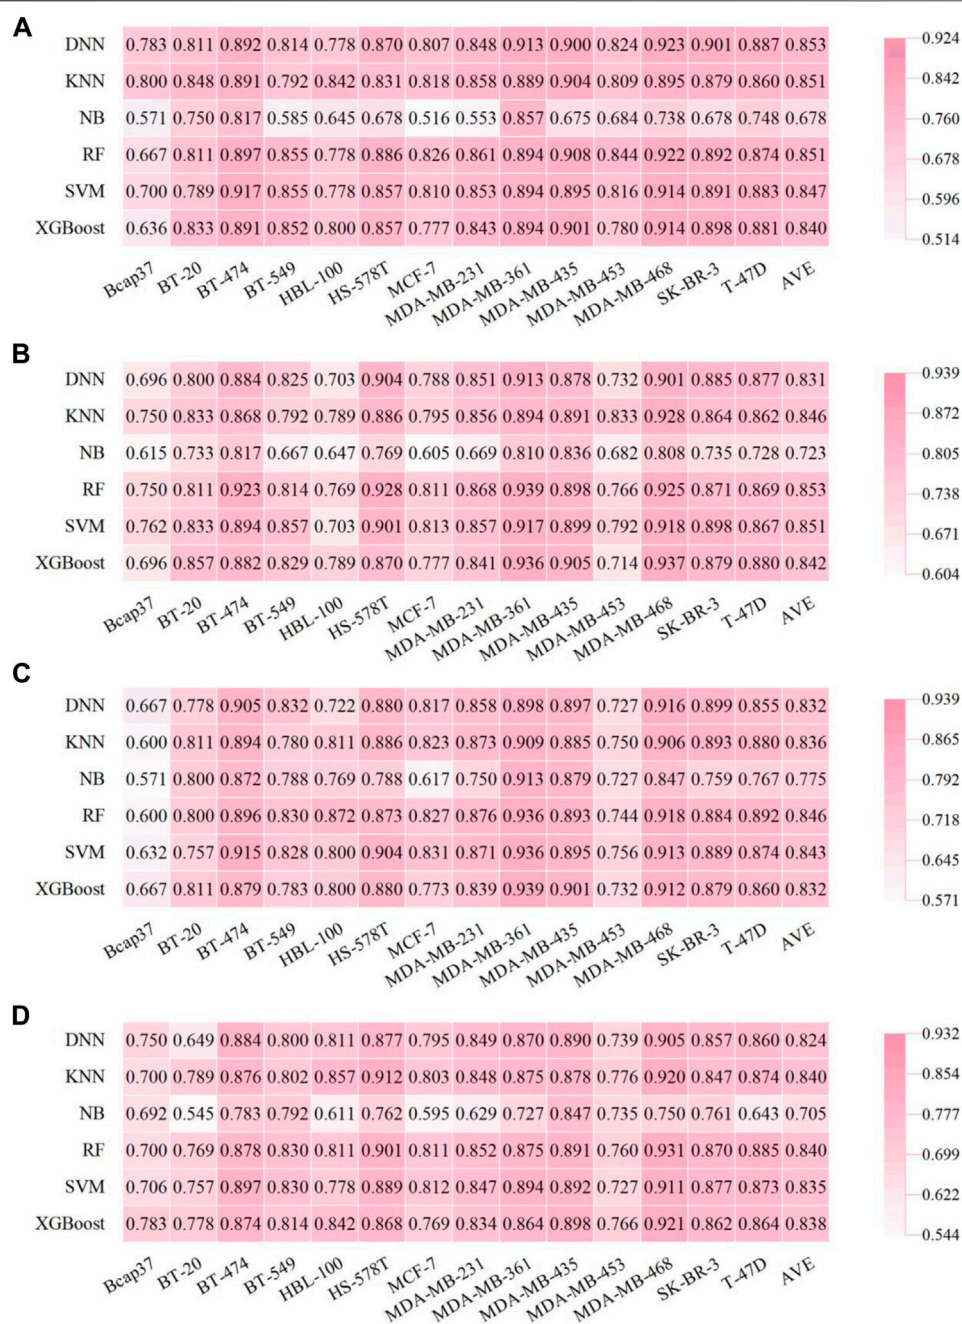 A
DNN 0.783 0.811 0.892 0.814 0.778 0.870 0.807 0.848 0.913 0.900 0.824 0.923 0.901 0.887 0.853 0.924
KNN 0.800 0.848 0.891 0.792 0.842 0.831 0.818 0.858 0.889 0.904 0.809 0.895 0.879 0.860 0.851 0.842
NB 0.571 0.750 0.817 0.585 0.645 0.678 0.516 0.553 0.857 0.675 0.684 0.738 0.678 0.748 0.678 0.760
RF 0.667 0.811 0.897 0.855 0.778 0.886 0.826 0.861 0.894 0.908 0.844 0.922 0.892 0.874 0.851 0.678
SVM 0.700 0.789 0.917 0.855 0.778 0.857 0.810 0.853 0.894 0.895 0.816 0.914 0.891 0.883 0.847 0.596
XGBoost 0.636 0.833 0.891 0.852 0.800 0.857 0.777 0.843 0.894 0.901 0.780 0.914 0.898 0.881 0.840 0.514
Bcap37 BT-20 BT-474 BT-549 HBL-100 HS-578T MCF-7 MDA-MB-231 MDA-MB-361 MDA-MB-435 MDA-MB-453 MDA-MB-468 SK-BR-3 T-47D AVE
B
DNN 0.696 0.800 0.884 0.825 0.703 0.904 0.788 0.851 0.913 0.878 0.732 0.901 0.885 0.877 0.831 0.939
KNN 0.750 0.833 0.868 0.792 0.789 0.886 0.795 0.856 0.894 0.891 0.833 0.928 0.864 0.862 0.846 0.872
NB 0.615 0.733 0.817 0.667 0.647 0.769 0.605 0.669 0.810 0.836 0.682 0.808 0.735 0.728 0.723 0.805
RF 0.750 0.811 0.923 0.814 0.769 0.928 0.811 0.868 0.939 0.898 0.766 0.925 0.871 0.869 0.853 0.738
SVM 0.762 0.833 0.894 0.857 0.703 0.901 0.813 0.857 0.917 0.899 0.792 0.918 0.898 0.867 0.851 0.671
XGBoost 0.696 0.857 0.882 0.829 0.789 0.870 0.777 0.841 0.936 0.905 0.714 0.937 0.879 0.880 0.842 0.604
Bcap37 BT-20 BT-474 BT-549 HBL-100 HS-578T MCF-7 MDA-MB-231 MDA-MB-361 MDA-MB-435 MDA-MB-453 MDA-MB-468 SK-BR-3 T-47D AVE
C
DNN 0.667 0.778 0.905 0.832 0.722 0.880 0.817 0.858 0.898 0.897 0.727 0.916 0.899 0.855 0.832 0.939
KNN 0.600 0.811 0.894 0.780 0.811 0.886 0.823 0.873 0.909 0.885 0.750 0.906 0.893 0.880 0.836 0.865
NB 0.571 0.800 0.872 0.788 0.769 0.788 0.617 0.750 0.913 0.879 0.727 0.847 0.759 0.767 0.775 0.792
RF 0.600 0.800 0.896 0.830 0.872 0.873 0.827 0.876 0.936 0.893 0.744 0.918 0.884 0.892 0.846 0.718
SVM 0.632 0.757 0.915 0.828 0.800 0.904 0.831 0.871 0.936 0.895 0.756 0.913 0.889 0.874 0.843 0.645
XGBoost 0.667 0.811 0.879 0.783 0.800 0.880 0.773 0.839 0.939 0.901 0.732 0.912 0.879 0.860 0.832 0.571
Bcap37 BT-20 BT-474 BT-549 HBL-100 HS-578T MCF-7 MDA-MB-231 MDA-MB-361 MDA-MB-435 MDA-MB-453 MDA-MB-468 SK-BR-3 T-47D AVE
D
DNN 0.750 0.649 0.884 0.800 0.811 0.877 0.795 0.849 0.870 0.890 0.739 0.905 0.857 0.860 0.824 0.932
KNN 0.700 0.789 0.876 0.802 0.857 0.912 0.803 0.848 0.875 0.878 0.776 0.920 0.847 0.874 0.840 0.854
NB 0.692 0.545 0.783 0.792 0.611 0.762 0.595 0.629 0.727 0.847 0.735 0.750 0.761 0.643 0.705 0.777
RF 0.700 0.769 0.878 0.830 0.811 0.901 0.811 0.852 0.875 0.891 0.760 0.931 0.870 0.885 0.840 0.699
SVM 0.706 0.757 0.897 0.830 0.778 0.889 0.812 0.847 0.894 0.892 0.727 0.911 0.877 0.873 0.835 0.622
XGBoost 0.783 0.778 0.874 0.814 0.842 0.868 0.769 0.834 0.864 0.898 0.766 0.921 0.862 0.864 0.838 0.544
Bcap37 BT-20 BT-474 BT-549 HBL-100 HS-578T MCF-7 MDA-MB-231 MDA-MB-361 MDA-MB-435 MDA-MB-453 MDA-MB-468 SK-BR-3 T-47D AVE